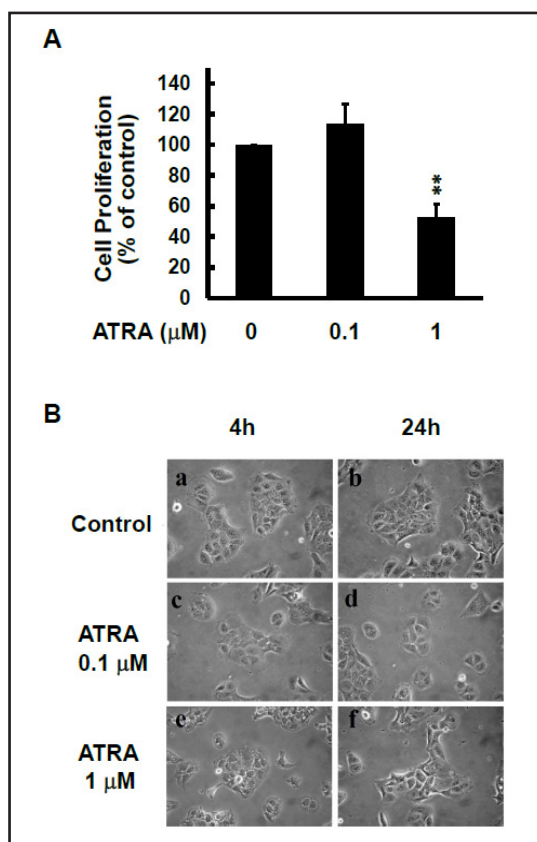 A
Cell Proliferation
(% of control)
140
120
100
80
60
40
20
0
**
ATRA (μM) 0 0.1 1
B
4h 24h
Control
a b
ATRA
0.1 μM
c d
ATRA
1 μM
e f